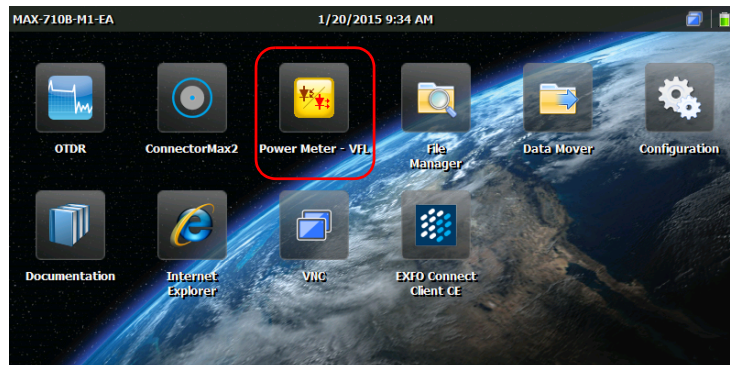 MAX-710B-M1-EA 1/20/2015 9:34 AM
OTDR ConnectorMax2 Power Meter - VFL File Manager Data Mover Configuration
Documentation Internet Explorer VNC EXFO Connect Client CE